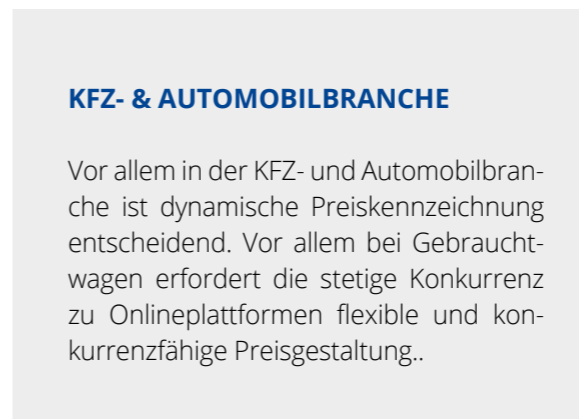 KFZ- & AUTOMOBILBRANCHE
Vor allem in der KFZ- und Automobilbran-
che ist dynamische Preiskennzeichnung
entscheidend. Vor allem bei Gebraucht-
wagen erfordert die stetige Konkurrenz
zu Onlineplattformen flexible und kon-
kurrenzfähige Preisgestaltung..